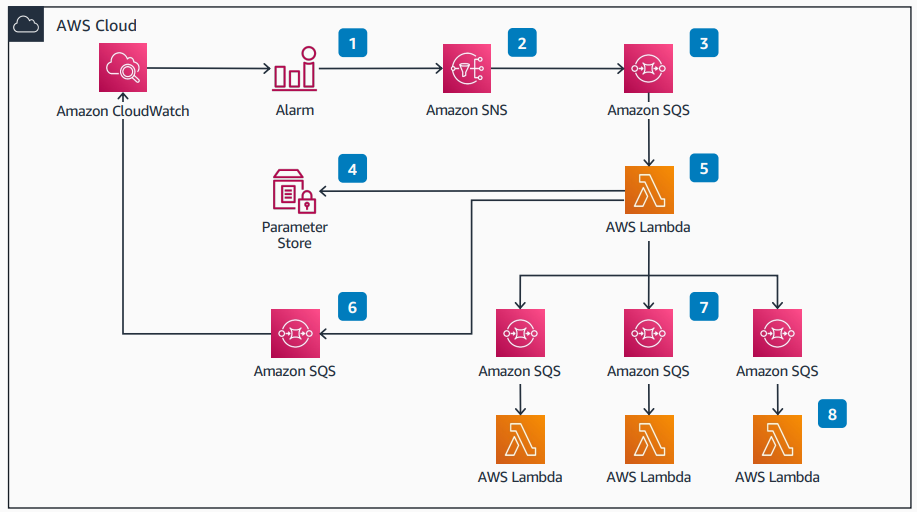 AWS Cloud
1
2
3
Amazon CloudWatch
Alarm
Amazon SNS
Amazon SQS
4
5
Parameter
Store
AWS Lambda
6
7
Amazon SQS
Amazon SQS
Amazon SQS
Amazon SQS
8
AWS Lambda
AWS Lambda
AWS Lambda